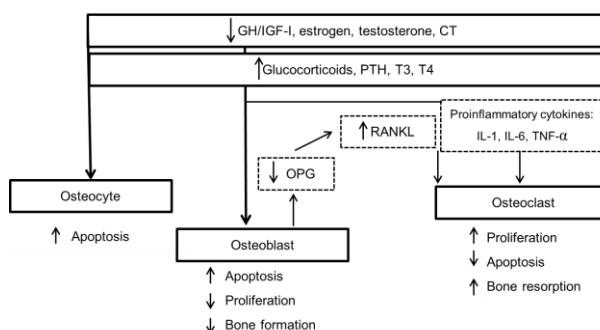 ↓ GH/IGF-I, estrogen, testosterone, CT
↑ Glucocorticoids, PTH, T3, T4
Proinflammatory cytokines:
IL-1, IL-6, TNF-α
↑ RANKL
↓ OPG
Osteocyte
↑ Apoptosis
Osteoblast
↑ Apoptosis
↓ Proliferation
↓ Bone formation
Osteoclast
↑ Proliferation
↓ Apoptosis
↑ Bone resorption